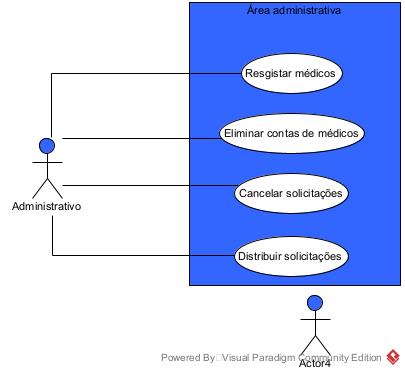 Área administrativa
Resgistar médicos
Eliminar contas de médicos
Administrativo
Cancelar solicitações
Distribuir solicitações
Powered By Visual Paradigm Community Edition
Actor4